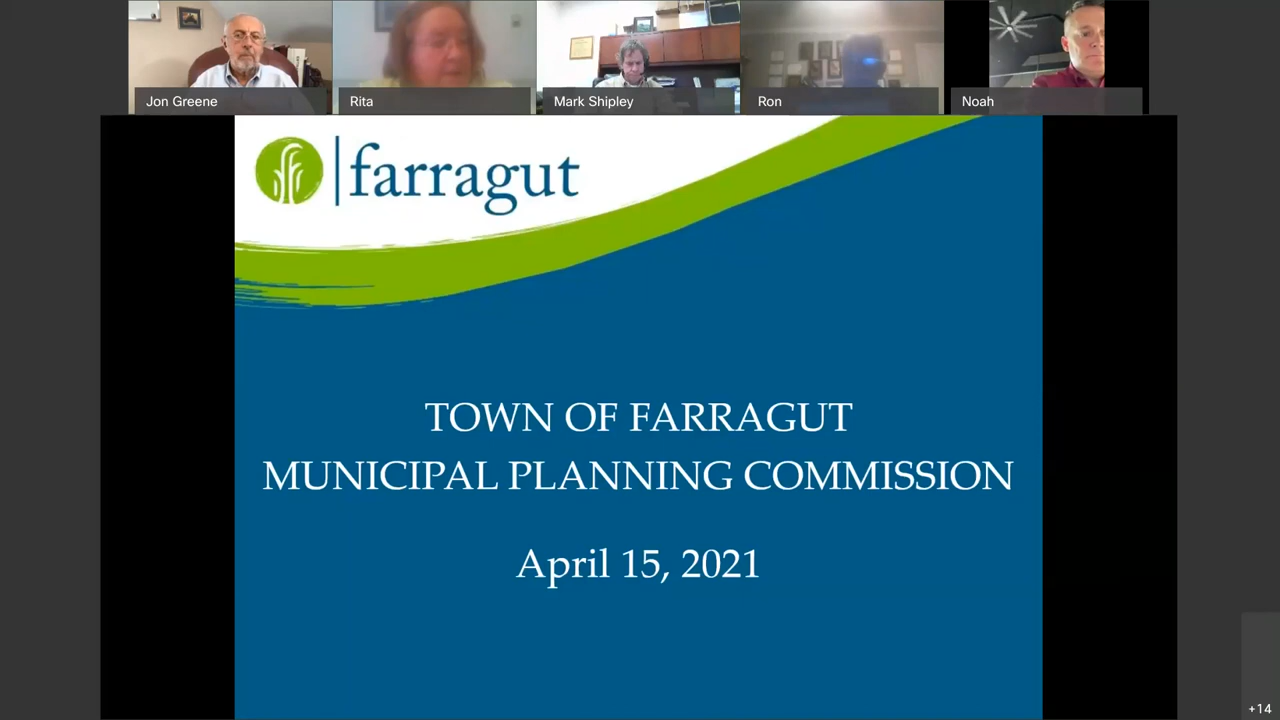 Jon Greene
Rita
Mark Shipley
Ron
Noah
farragut
TOWN OF FARRAGUT
MUNICIPAL PLANNING COMMISSION
April 15, 2021
+14